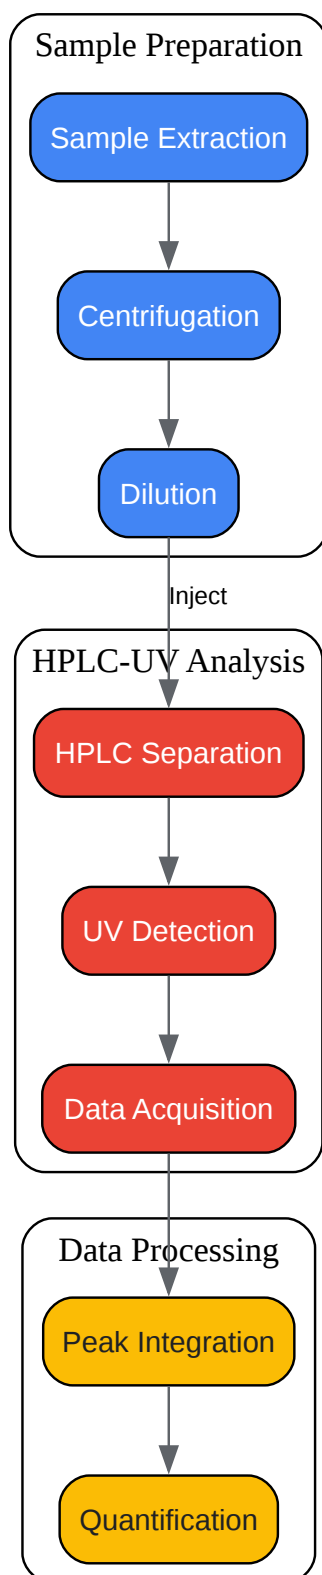 Sample Preparation
Sample Extraction
Centrifugation
Dilution
Inject
HPLC-UV Analysis
HPLC Separation
UV Detection
Data Acquisition
Data Processing
Peak Integration
Quantification